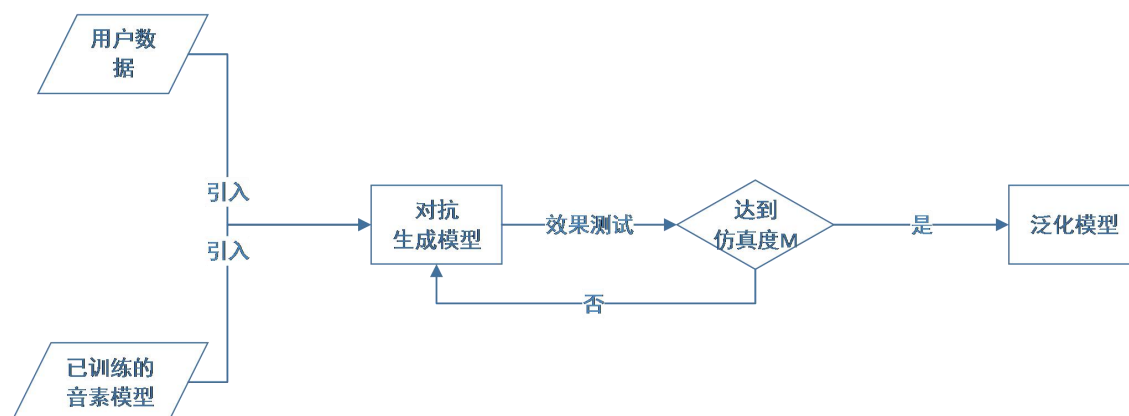 用户数
据
引入
引入
对抗
生成模型
效果测试
达到
仿真度M
是
泛化模型
否
已训练的
音素模型